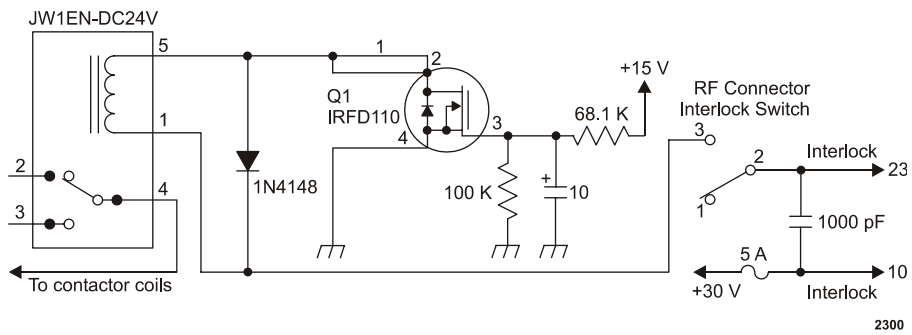 JW1EN-DC24V
5
1
2
Q1
IRFD110
4
3
1
2
3
4
1N4148
100 K
+
10
68.1 K
+15 V
RF Connector
Interlock Switch
3
2
1
Interlock
23
1000 pF
5 A
+30 V
Interlock
10
To contactor coils
2300